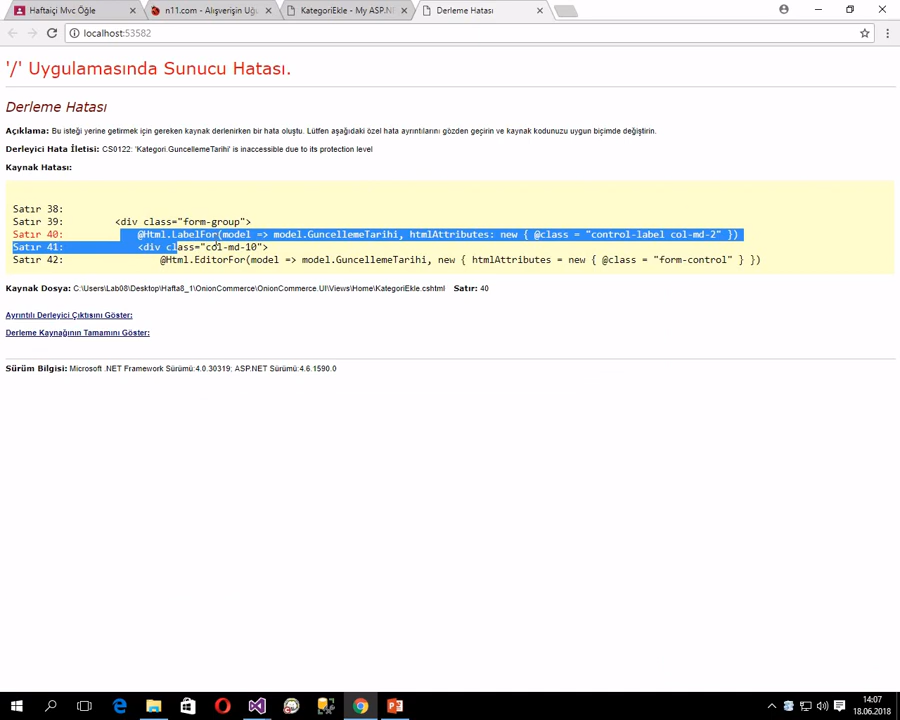 Haftaiçi Mvc Öğle
n11.com - Alışverişin Uğu
KategoriEkle - My ASP.N
Derleme Hatası
localhost:53582
'/' Uygulamasında Sunucu Hatası.
Derleme Hatası
Açıklama: Bu isteği yerine getirmek için gereken kaynak derlenirken bir hata oluştu. Lütfen aşağıdaki özel hata ayrıntılarını gözden geçirin ve kaynak kodunuzu uygun biçimde değiştirin.
Derleyici Hata İletisi: CS0122: 'Kategori.GuncellemeTarihi' is inaccessible due to its protection level
Kaynak Hatası:
Satır 38:
Satır 39: <div class="form-group">
Satır 40: @Html.LabelFor(model => model.GuncellemeTarihi, htmlAttributes: new { @class = "control-label col-md-2" })
Satır 41: <div class="col-md-10">
Satır 42: @Html.EditorFor(model => model.GuncellemeTarihi, new { htmlAttributes = new { @class = "form-control" } })
Kaynak Dosya: C:\Users\Lab08\Desktop\Hafta8_1\OnionCommerce\OnionCommerce.UI\Views\Home\KategoriEkle.cshtml Satır: 40
Ayrıntılı Derleyici Çıktısını Göster:
Derleme Kaynağının Tamamını Göster:
Sürüm Bilgisi: Microsoft .NET Framework Sürümü:4.0.30319; ASP.NET Sürümü:4.6.1590.0
14:07
18.06.2018